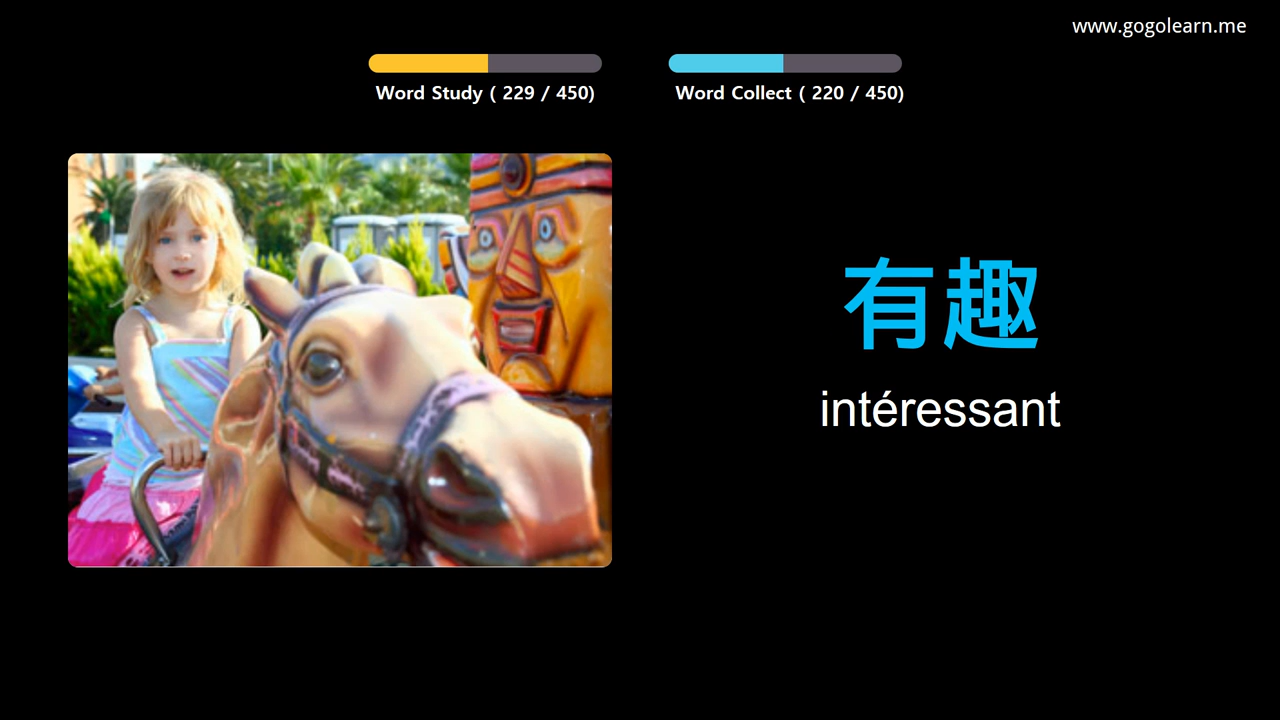 www.gogolearn.me
Word Study ( 229 / 450)
Word Collect ( 220 / 450)
有趣
intéressant